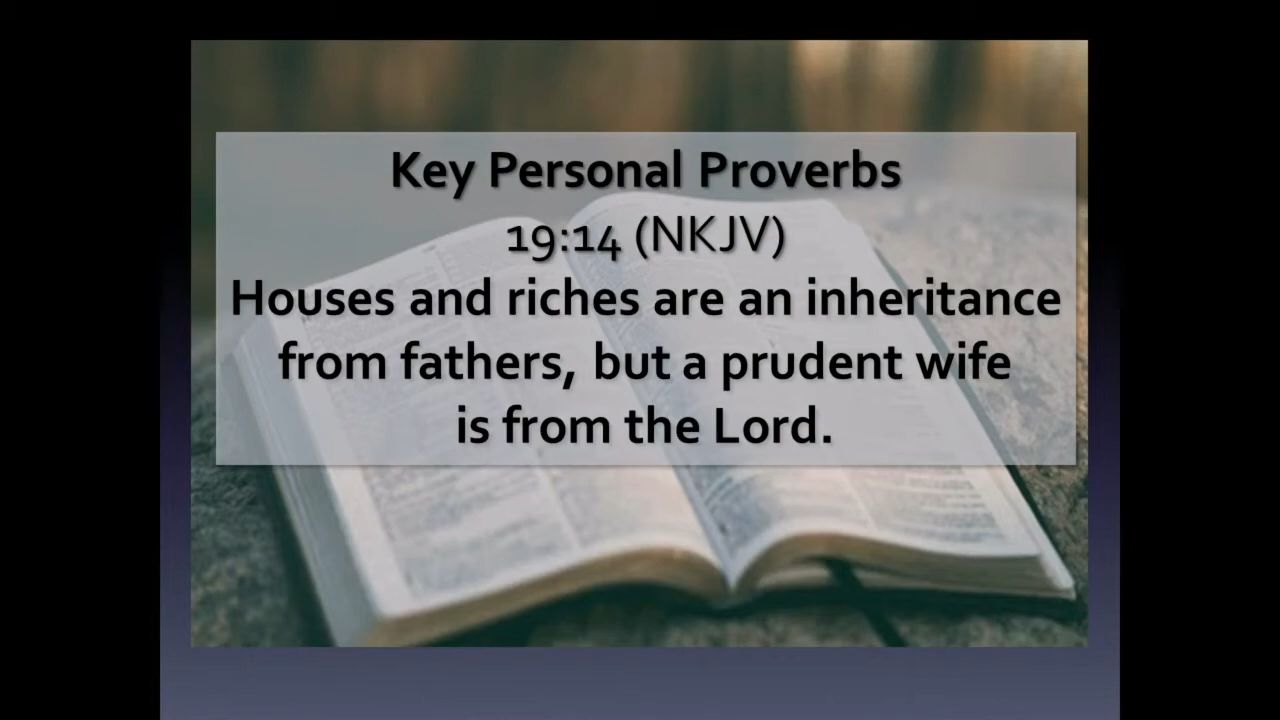 Key Personal Proverbs
19:14 (NKJV)
Houses and riches are an inheritance
from fathers, but a prudent wife
is from the Lord.